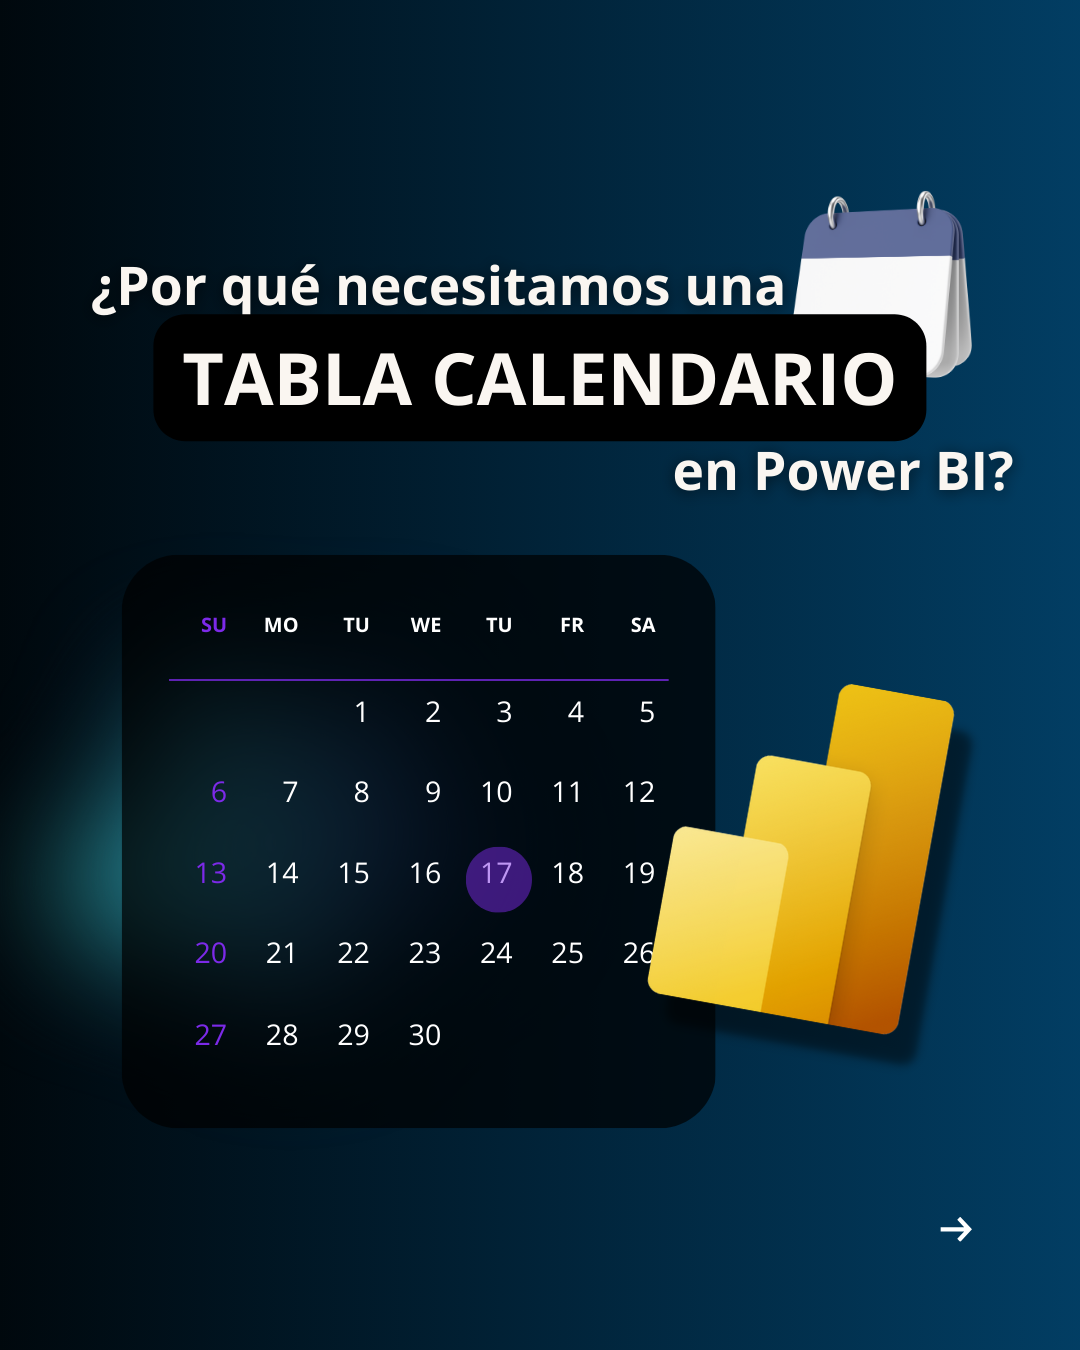 ¿Por qué necesitamos una
TABLA CALENDARIO
en Power BI?
SU MO TU WE TU FR SA
1 2 3 4 5
6 7 8 9 10 11 12
13 14 15 16 17 18 19
20 21 22 23 24 25 26
27 28 29 30